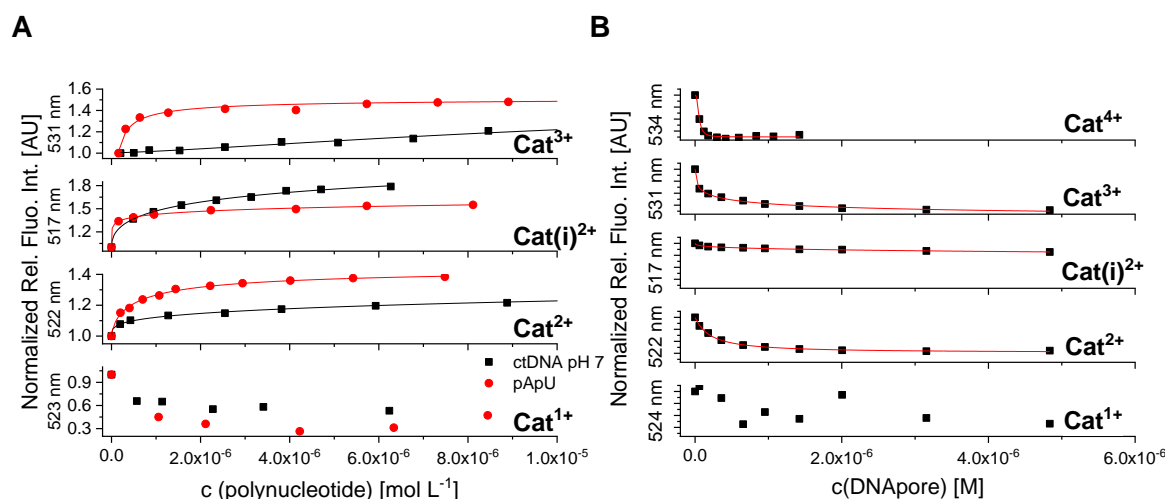 A
B
Normalized Rel. Fluo. Int. [AU]
531 nm
1.6
1.4
1.2
1.0
Cat3+
517 nm
1.8
1.5
1.2
Cat(i)2+
522 nm
1.4
1.2
1.0
Cat2+
ctDNA pH 7
pApU
523 nm
0.9
0.6
0.3
Cat1+
0.0 2.0x10-6 4.0x10-6 6.0x10-6 8.0x10-6 1.0x10-5
c (polynucleotide) [mol L-1]
Normalized Rel. Fluo. Int. [AU]
534 nm
Cat4+
531 nm
Cat3+
517 nm
Cat(i)2+
522 nm
Cat2+
524 nm
Cat1+
0.0 2.0x10-6 4.0x10-6 6.0x10-6
c(DNApore) [M]